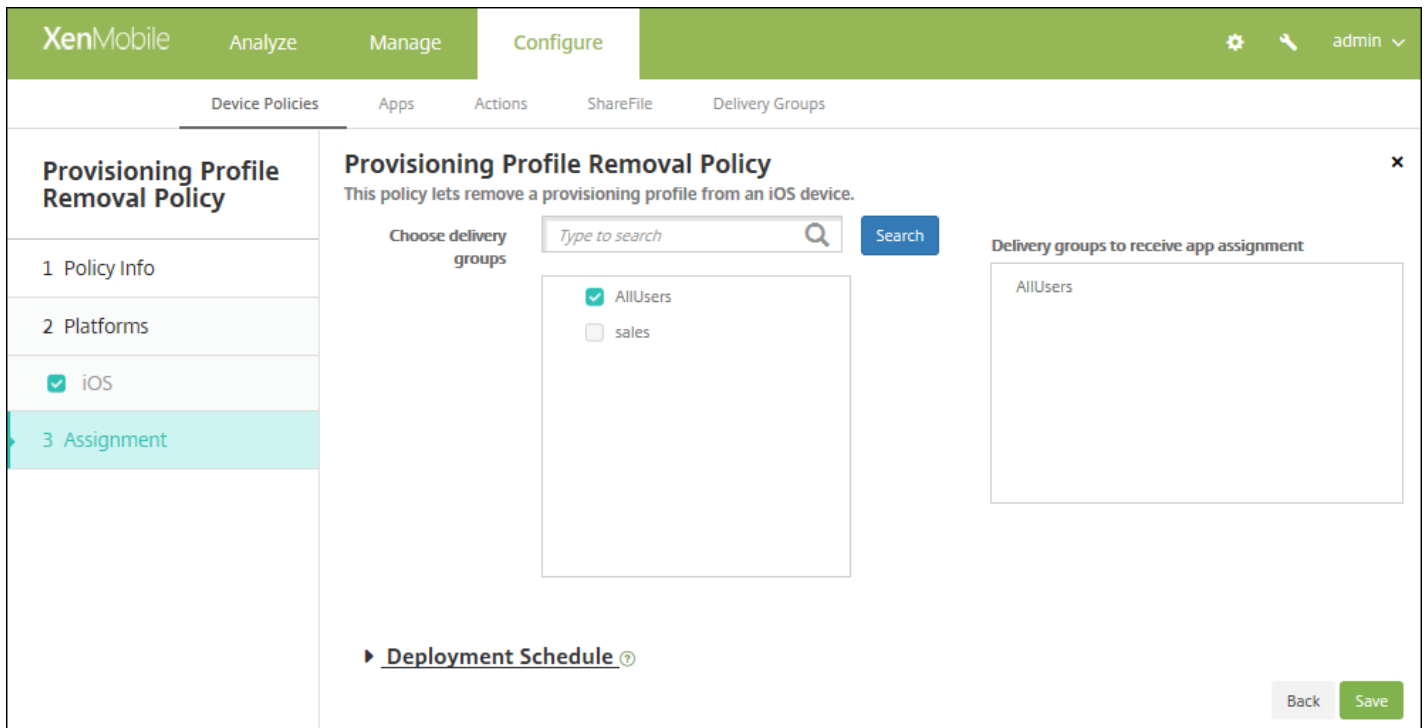 XenMobile Analyze Manage Configure admin
Device Policies Apps Actions ShareFile Delivery Groups
Provisioning Profile
Removal Policy
1 Policy Info
2 Platforms
iOS
3 Assignment
Provisioning Profile Removal Policy
This policy lets remove a provisioning profile from an iOS device.
Choose delivery
groups
Type to search
Search
AllUsers
sales
Delivery groups to receive app assignment
AllUsers
Deployment Schedule ?
Back Save